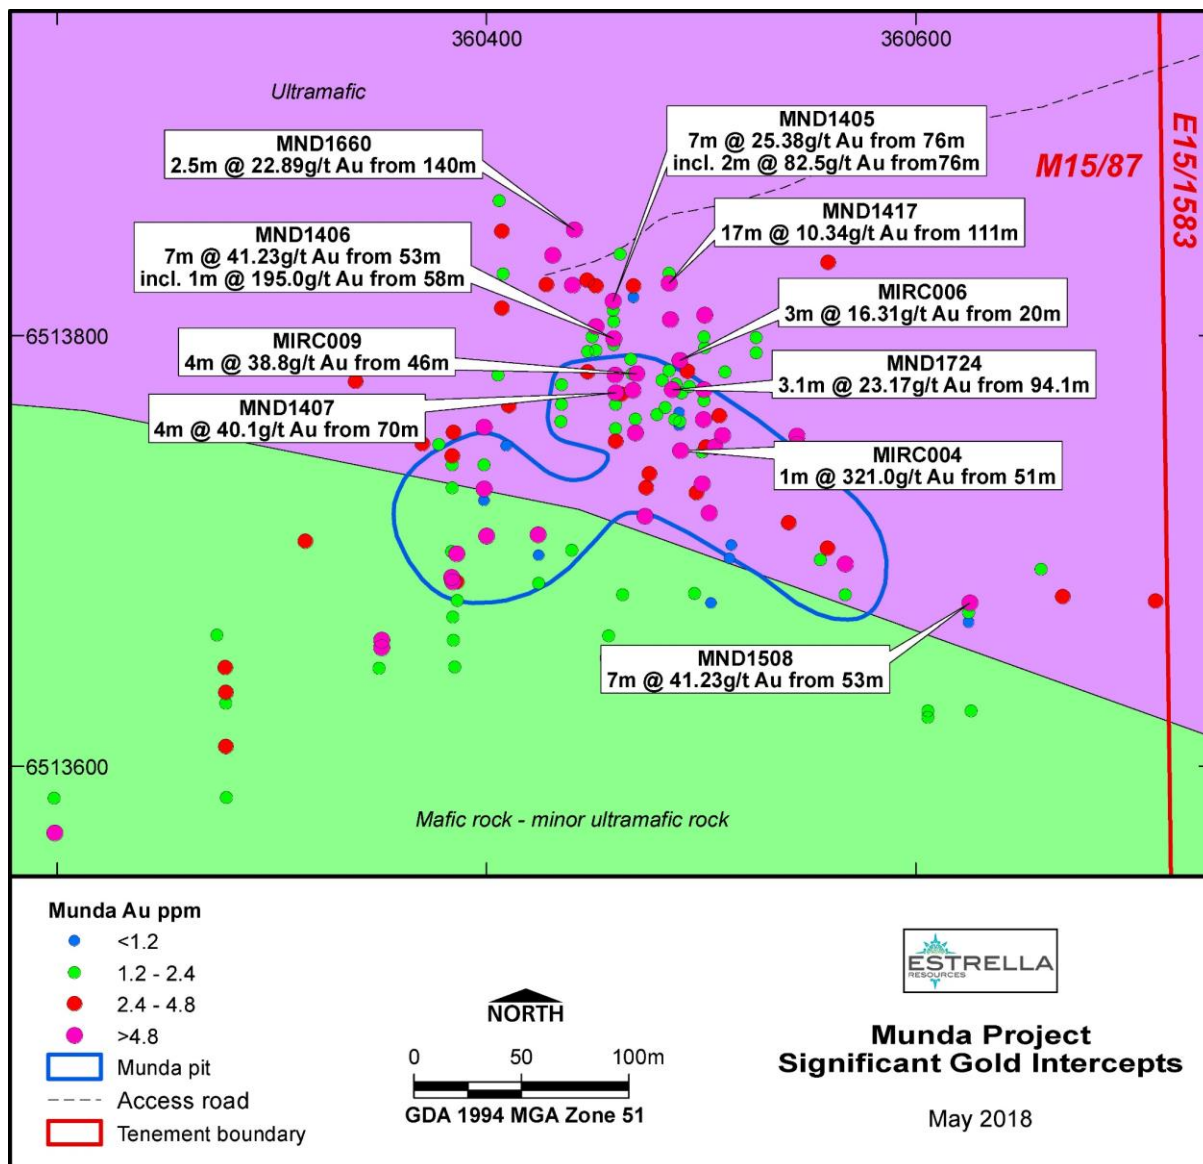 360400
360600
Ultramafic
MND1660
2.5m @ 22.89g/t Au from 140m
MND1405
7m @ 25.38g/t Au from 76m
incl. 2m @ 82.5g/t Au from76m
M15/87
E15/1583
MND1406
7m @ 41.23g/t Au from 53m
incl. 1m @ 195.0g/t Au from 58m
MND1417
17m @ 10.34g/t Au from 111m
MIRC006
3m @ 16.31g/t Au from 20m
6513800
MIRC009
4m @ 38.8g/t Au from 46m
MND1724
3.1m @ 23.17g/t Au from 94.1m
MND1407
4m @ 40.1g/t Au from 70m
MIRC004
1m @ 321.0g/t Au from 51m
MND1508
7m @ 41.23g/t Au from 53m
6513600
Mafic rock - minor ultramafic rock
Munda Au ppm
<1.2
1.2 - 2.4
2.4 - 4.8
>4.8
Munda pit
Access road
Tenement boundary
NORTH
0 50 100m
GDA 1994 MGA Zone 51
ESTRELLA
RESOURCES
Munda Project
Significant Gold Intercepts
May 2018